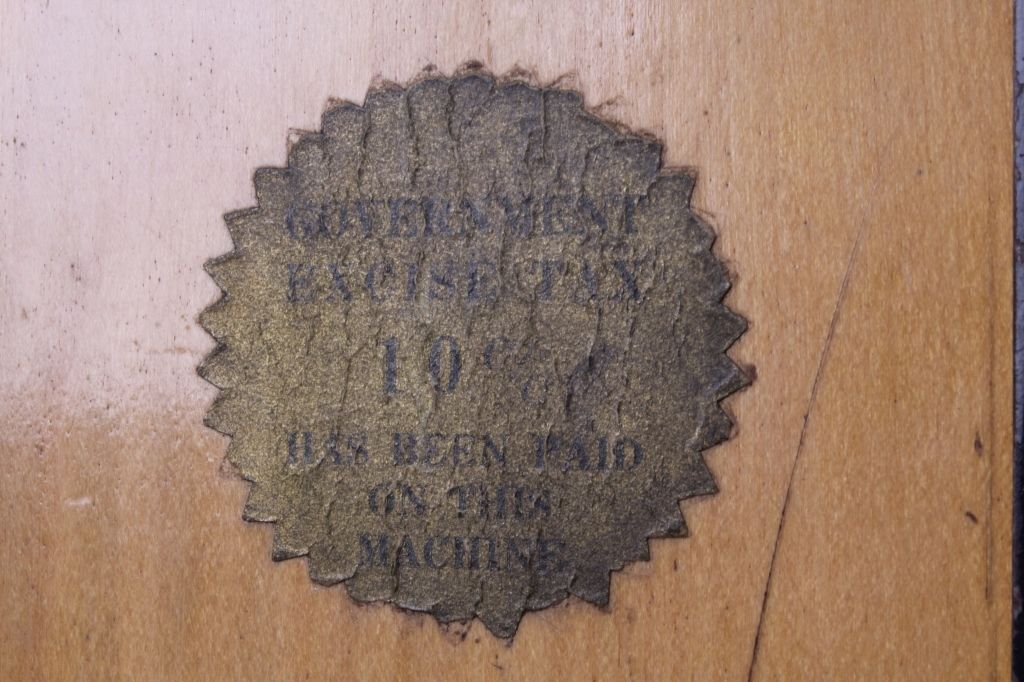 GOVERNMENT
EXCISE TAX
10%
HAS BEEN PAID
ON THIS
MACHINE